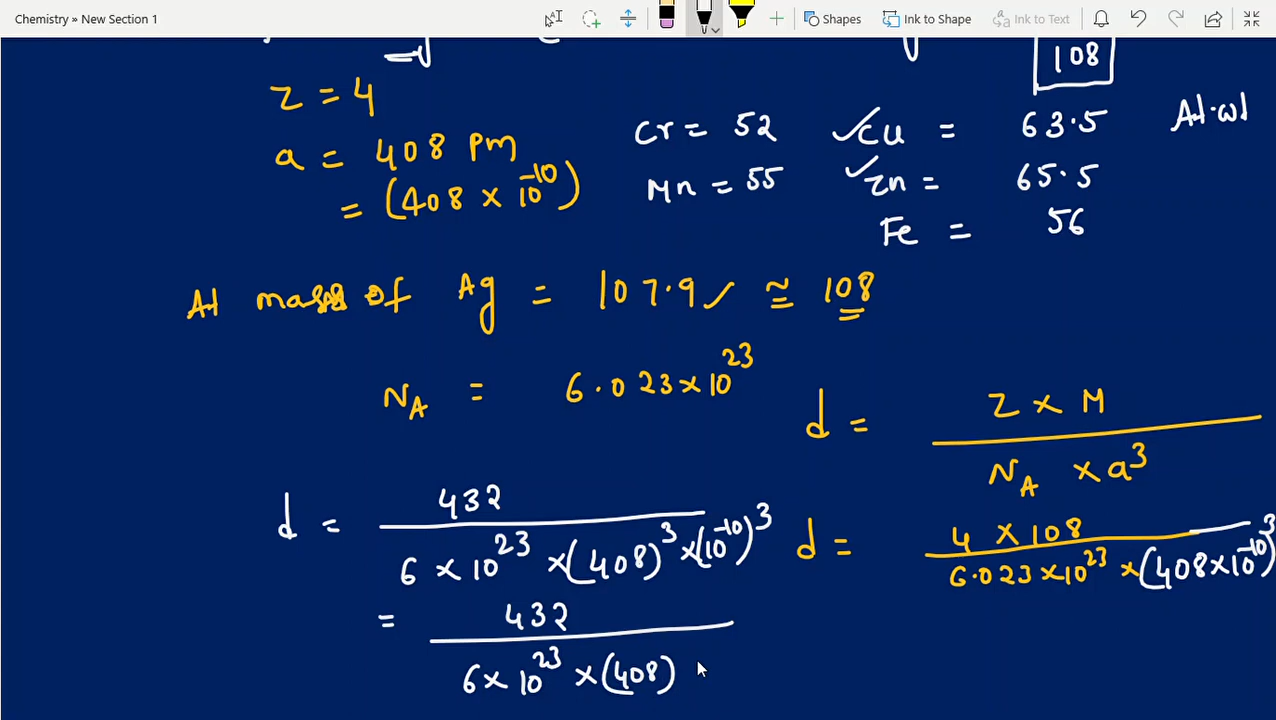 Chemistry » New Section 1
Shapes Ink to Shape Ink to Text
108
Z = 4
a = 408 pm
= (408 × 10⁻¹⁰)
Cr = 52 ✓Cu = 63.5 At.wt
Mn = 55 ✓Zn = 65.5
Fe = 56
At mass of Ag = 107.9 ✓ ≅ 108
N_A = 6.023×10²³
d = Z × M / N_A × a³
d = 432 / 6 × 10²³ × (408)³ × (10⁻¹⁰)³
d = 4 × 108 / 6.023×10²³ × (408×10⁻¹⁰)³
= 432 / 6× 10²³ × (408)